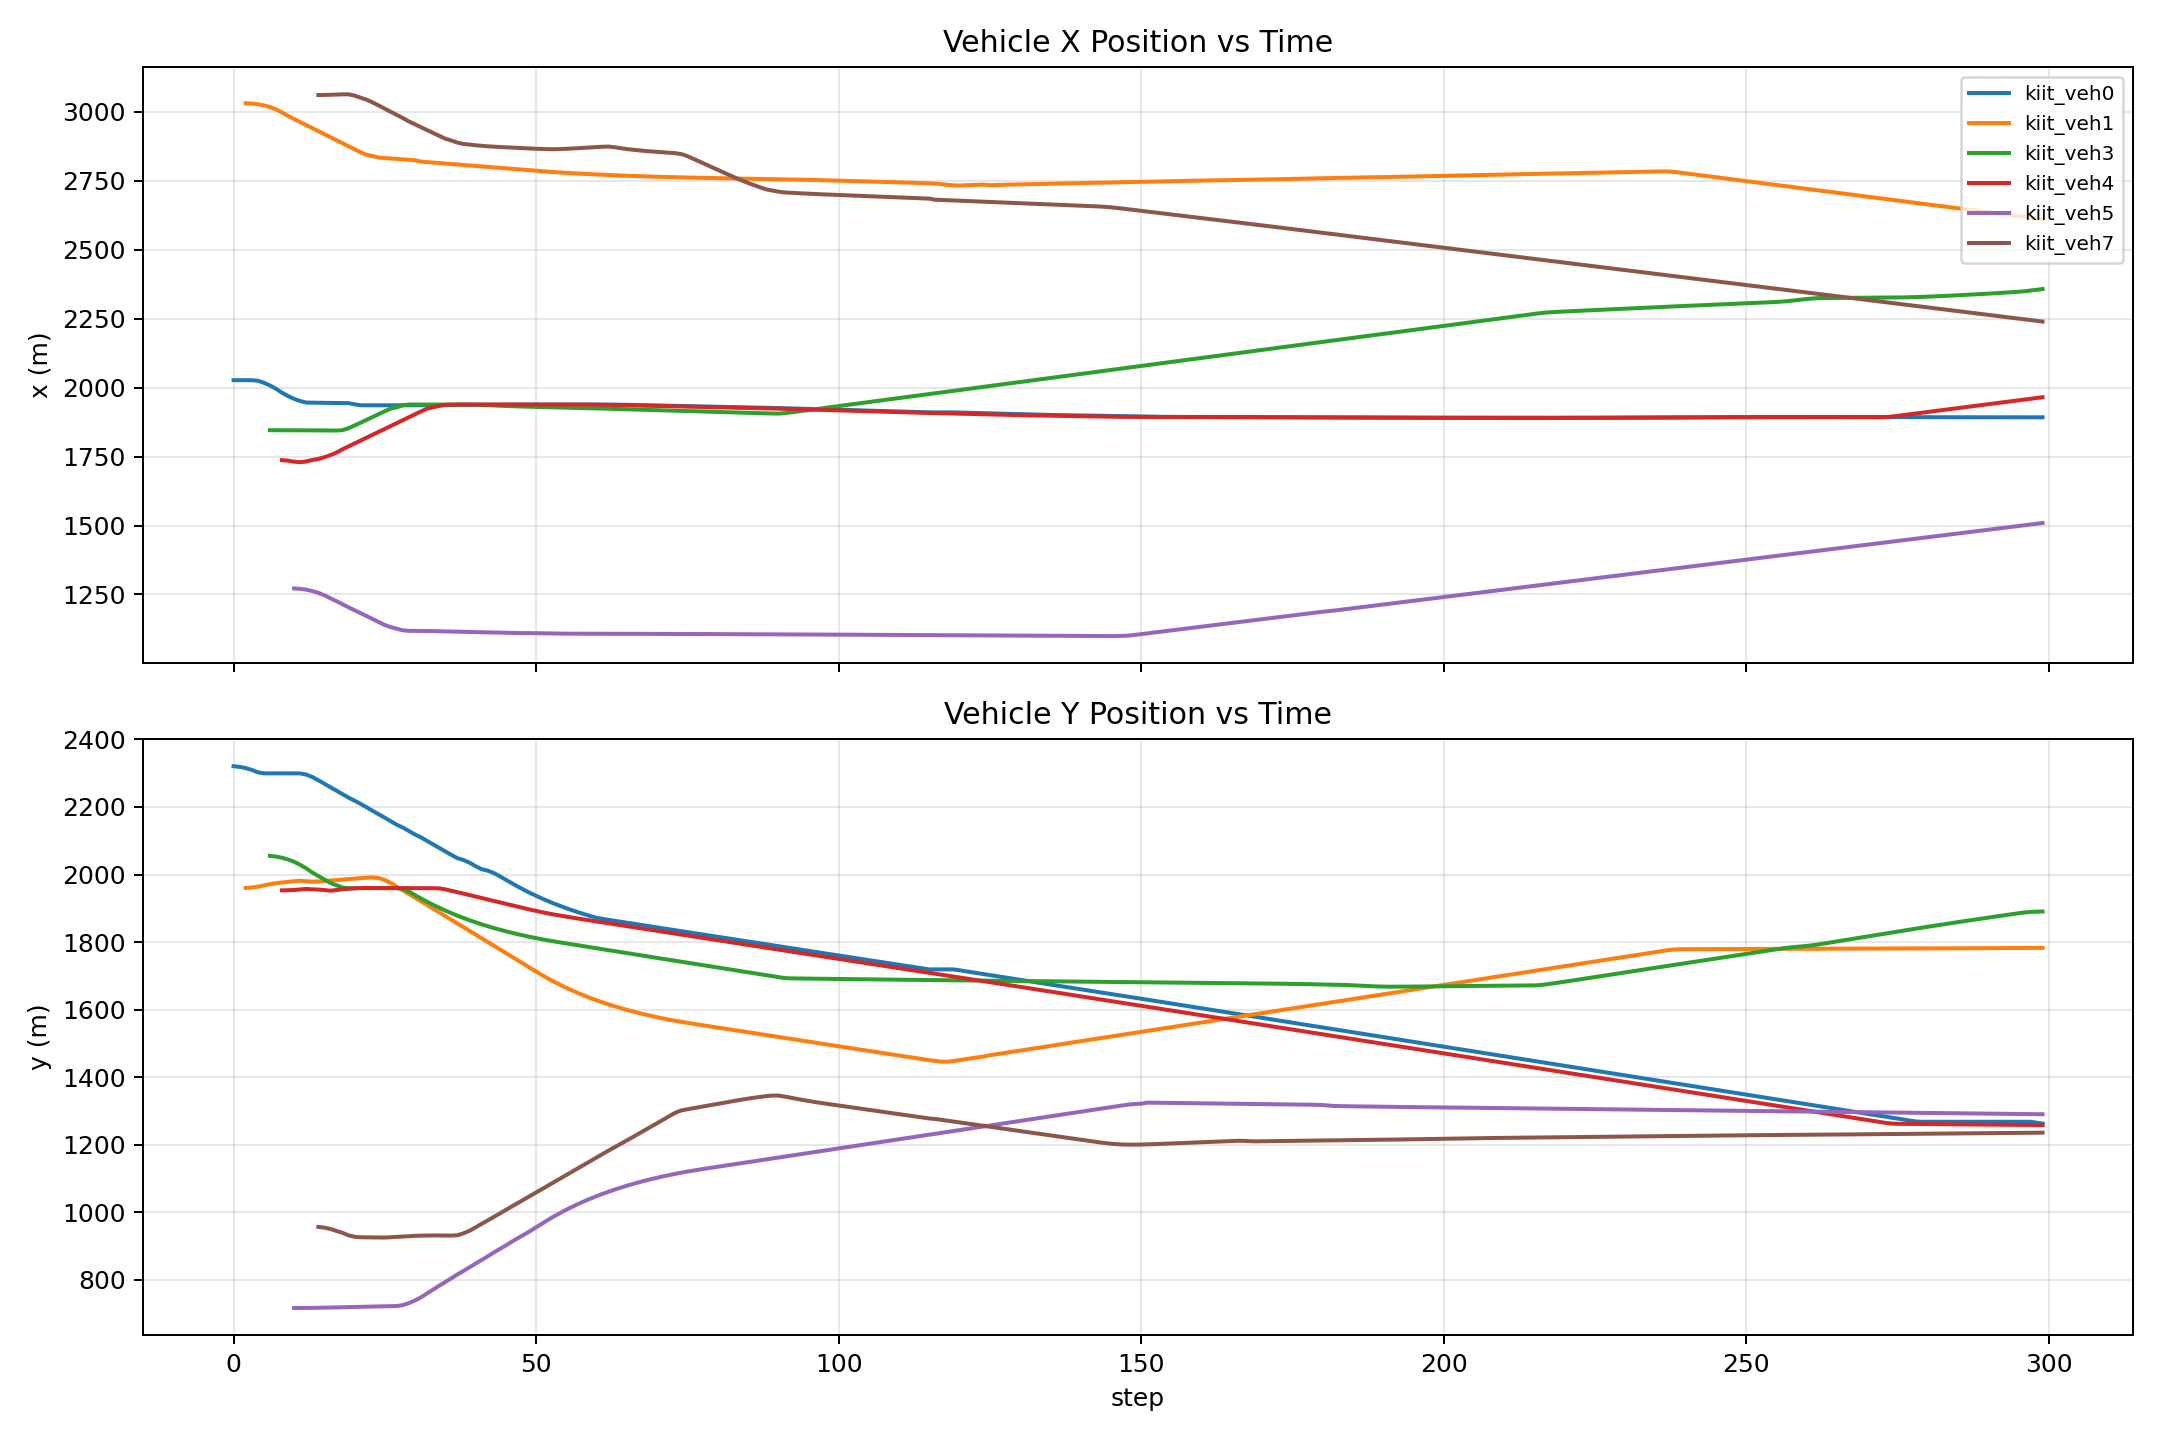 Vehicle X Position vs Time
3000
2750
2500
2250
2000
1750
1500
1250
x (m)
kiit_veh0
kiit_veh1
kiit_veh3
kiit_veh4
kiit_veh5
kiit_veh7
Vehicle Y Position vs Time
2400
2200
2000
1800
1600
1400
1200
1000
800
y (m)
0 50 100 150 200 250 300
step